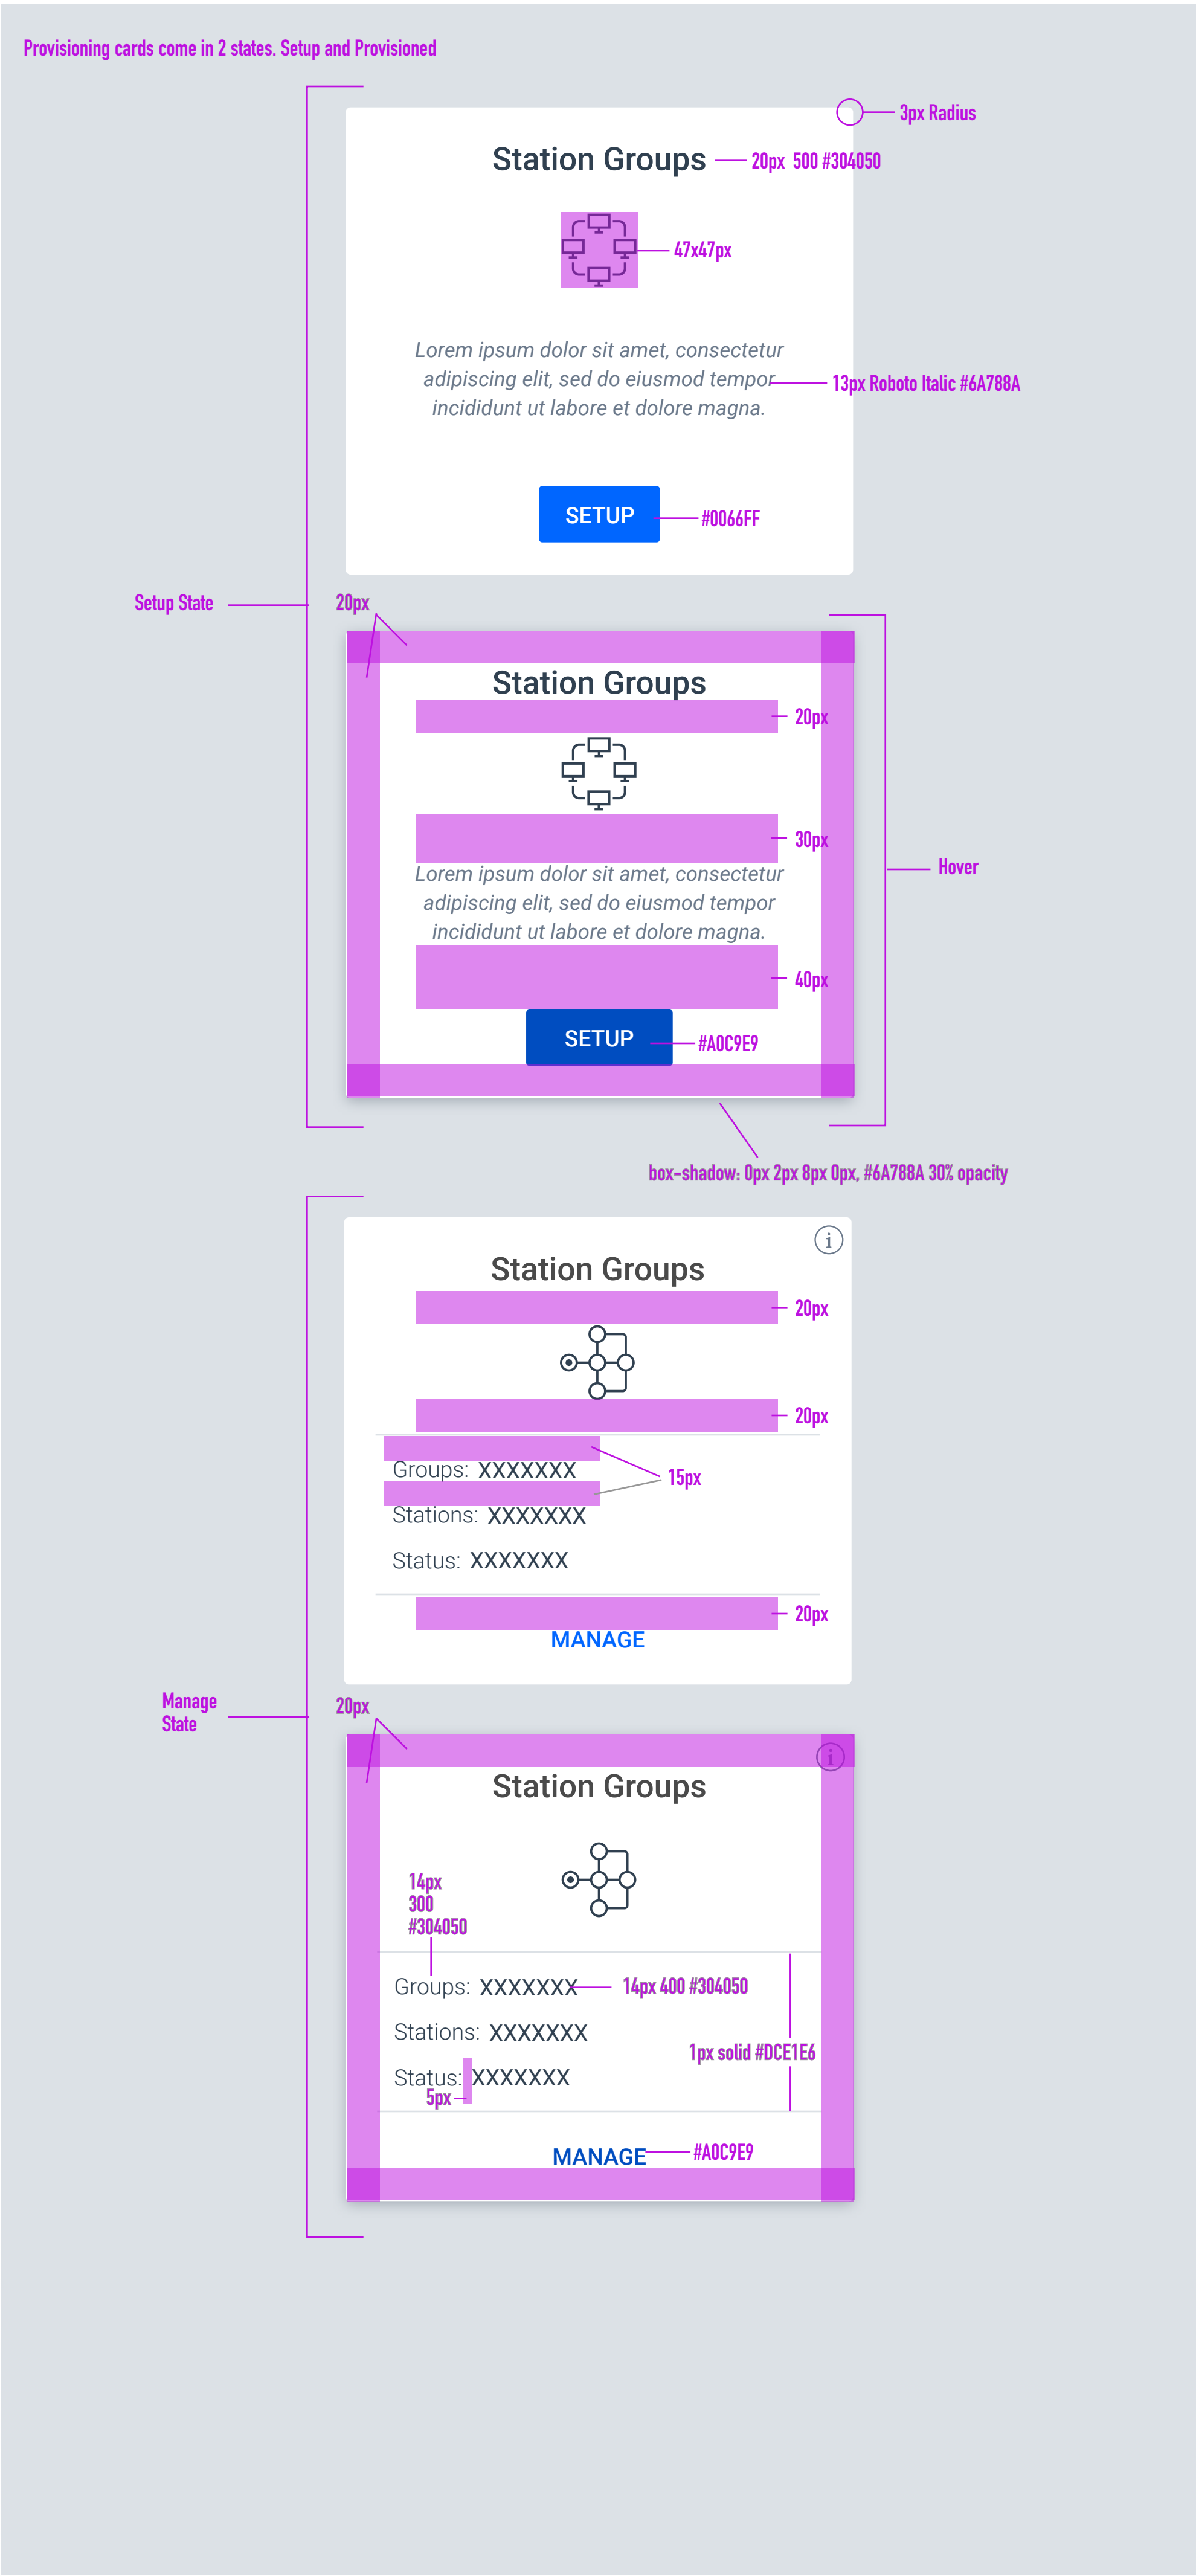 Provisioning cards come in 2 states. Setup and Provisioned
3px Radius
Station Groups
20px 500 #304050
47x47px
Lorem ipsum dolor sit amet, consectetur
adipiscing elit, sed do eiusmod tempor
incididunt ut labore et dolore magna.
13px Roboto Italic #6A788A
SETUP
#0066FF
Setup State
20px
Station Groups
20px
30px
Lorem ipsum dolor sit amet, consectetur
adipiscing elit, sed do eiusmod tempor
incididunt ut labore et dolore magna.
Hover
40px
SETUP
#A0C9E9
box-shadow: 0px 2px 8px 0px, #6A788A 30% opacity
i
Station Groups
20px
20px
Groups: XXXXXXX
15px
Stations: XXXXXXX
Status: XXXXXXX
20px
MANAGE
Manage
State
20px
i
Station Groups
14px
300
#304050
Groups: XXXXXXX
14px 400 #304050
Stations: XXXXXXX
1px solid #DCE1E6
Status: XXXXXXX
5px
MANAGE
#A0C9E9